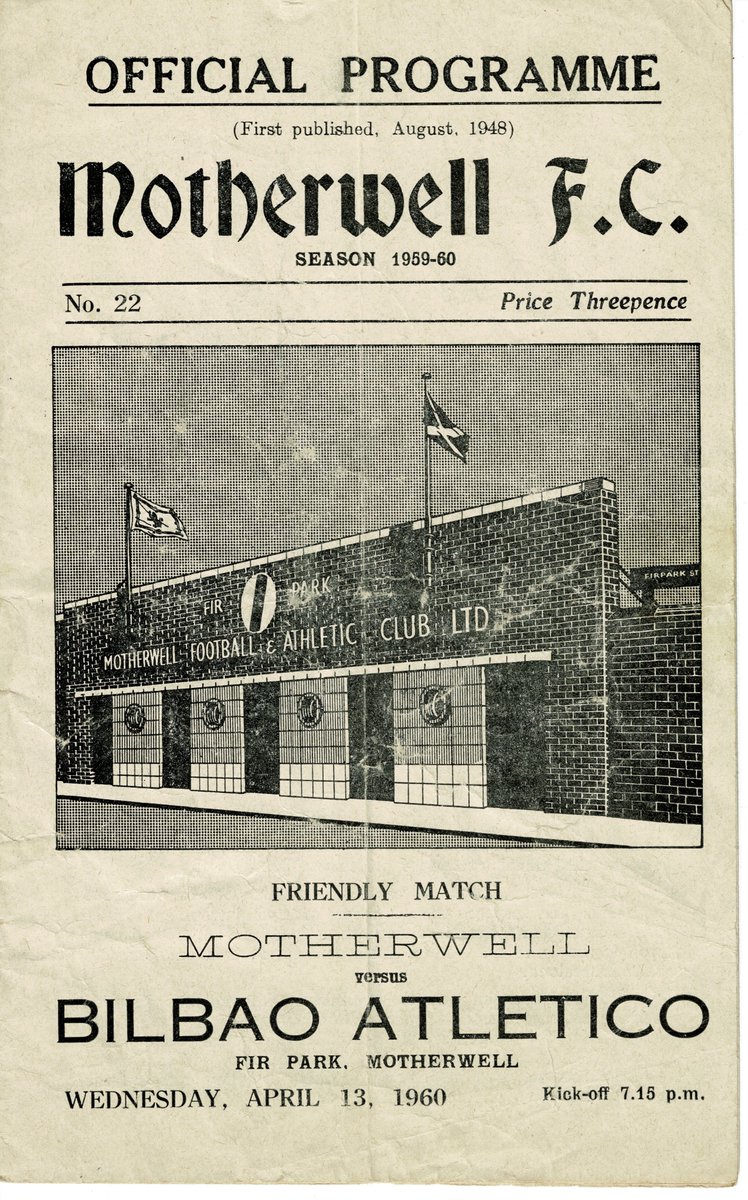 OFFICIAL PROGRAMME
(First published, August, 1948)
Motherwell F.C.
SEASON 1959-60
No. 22 Price Threepence
FIRPARK ST
FIR PARK
MOTHERWELL FOOTBALL & ATHLETIC CLUB LTD
FRIENDLY MATCH
MOTHERWELL
versus
BILBAO ATLETICO
FIR PARK, MOTHERWELL
WEDNESDAY, APRIL 13, 1960 Kick-off 7.15 p.m.